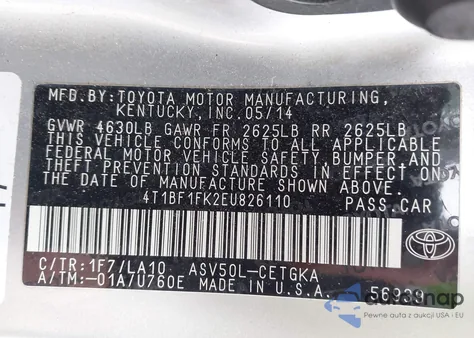 MFD.BY: TOYOTA MOTOR MANUFACTURING,
KENTUCKY, INC. 05/14
GVWR 4630LB GAWR FR 2625LB RR 2625LB
THIS VEHICLE CONFORMS TO ALL APPLICABLE
FEDERAL MOTOR VEHICLE SAFETY, BUMPER, AND
THEFT PREVENTION STANDARDS IN EFFECT ON
THE DATE OF MANUFACTURE SHOWN ABOVE.
4T1BF1FK2EU826110 PASS.CAR
TOYOTA
C/TR: 1F7/LA10 ASV50L-CETGKA
A/TM:-01A/U760E MADE IN U.S.A.
autosnap
Pewne auta z aukcji USA - EU